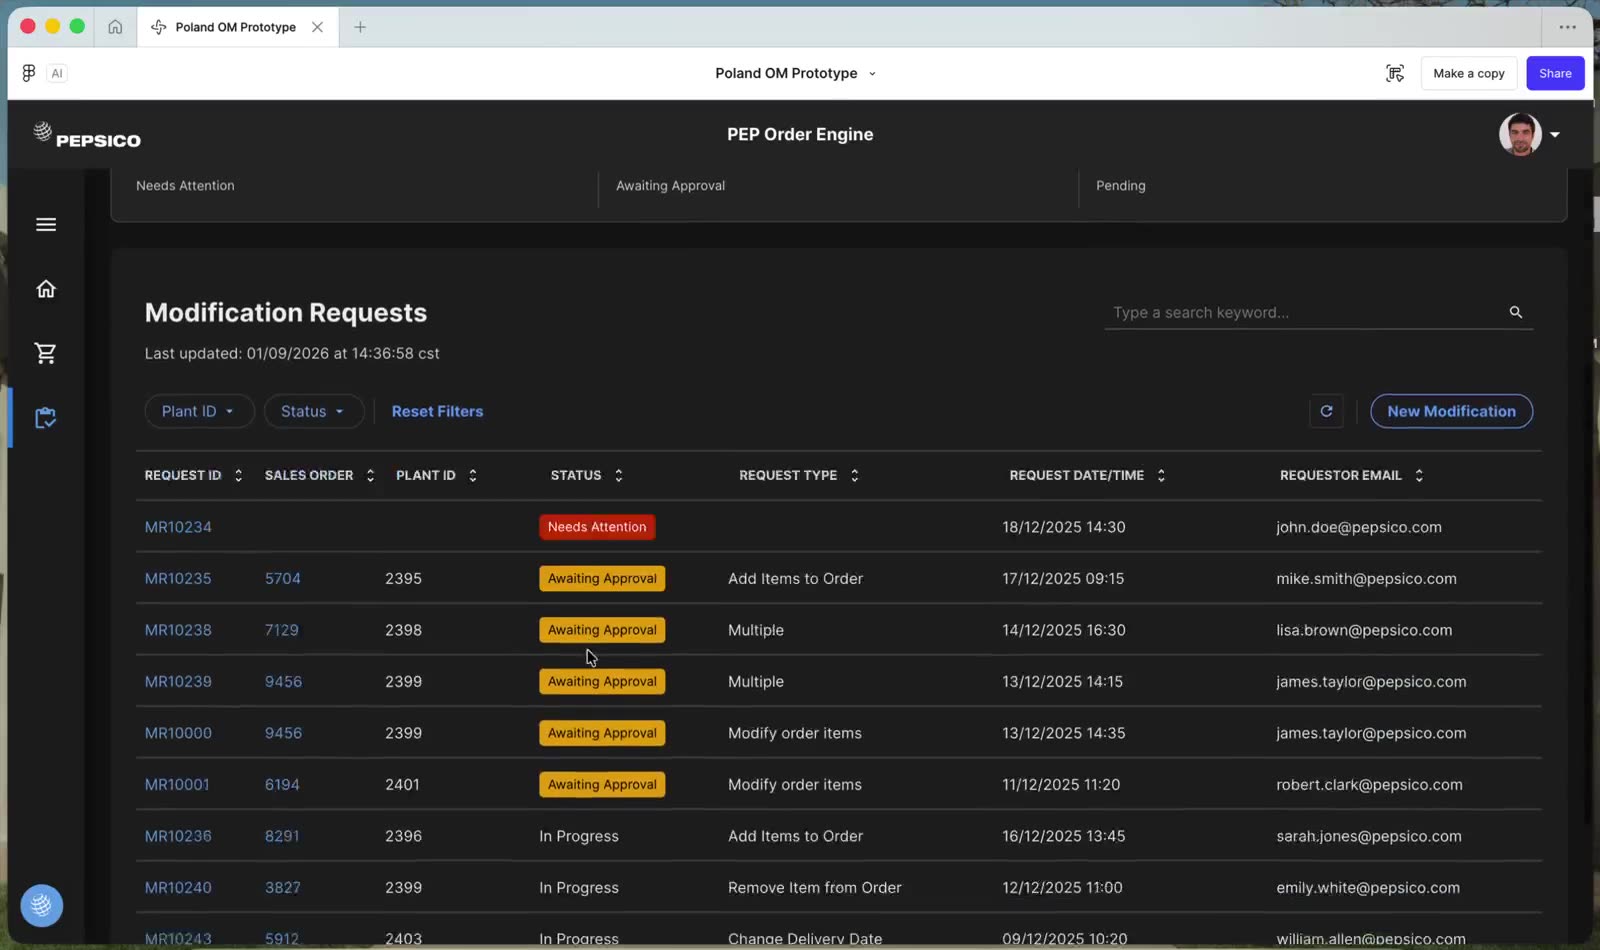 Poland OM Prototype
AI
Poland OM Prototype
Make a copy
Share
PEPSICO
PEP Order Engine
Needs Attention
Awaiting Approval
Pending
Modification Requests
Type a search keyword...
Last updated: 01/09/2026 at 14:36:58 cst
Plant ID
Status
Reset Filters
New Modification
REQUEST ID SALES ORDER PLANT ID STATUS REQUEST TYPE REQUEST DATE/TIME REQUESTOR EMAIL
MR10234 Needs Attention 18/12/2025 14:30 john.doe@pepsico.com
MR10235 5704 2395 Awaiting Approval Add Items to Order 17/12/2025 09:15 mike.smith@pepsico.com
MR10238 7129 2398 Awaiting Approval Multiple 14/12/2025 16:30 lisa.brown@pepsico.com
MR10239 9456 2399 Awaiting Approval Multiple 13/12/2025 14:15 james.taylor@pepsico.com
MR10000 9456 2399 Awaiting Approval Modify order items 13/12/2025 14:35 james.taylor@pepsico.com
MR10001 6194 2401 Awaiting Approval Modify order items 11/12/2025 11:20 robert.clark@pepsico.com
MR10236 8291 2396 In Progress Add Items to Order 16/12/2025 13:45 sarah.jones@pepsico.com
MR10240 3827 2399 In Progress Remove Item from Order 12/12/2025 11:00 emily.white@pepsico.com
MR10243 5912 2403 In Progress Change Delivery Date 09/12/2025 10:20 william.allen@pepsico.com